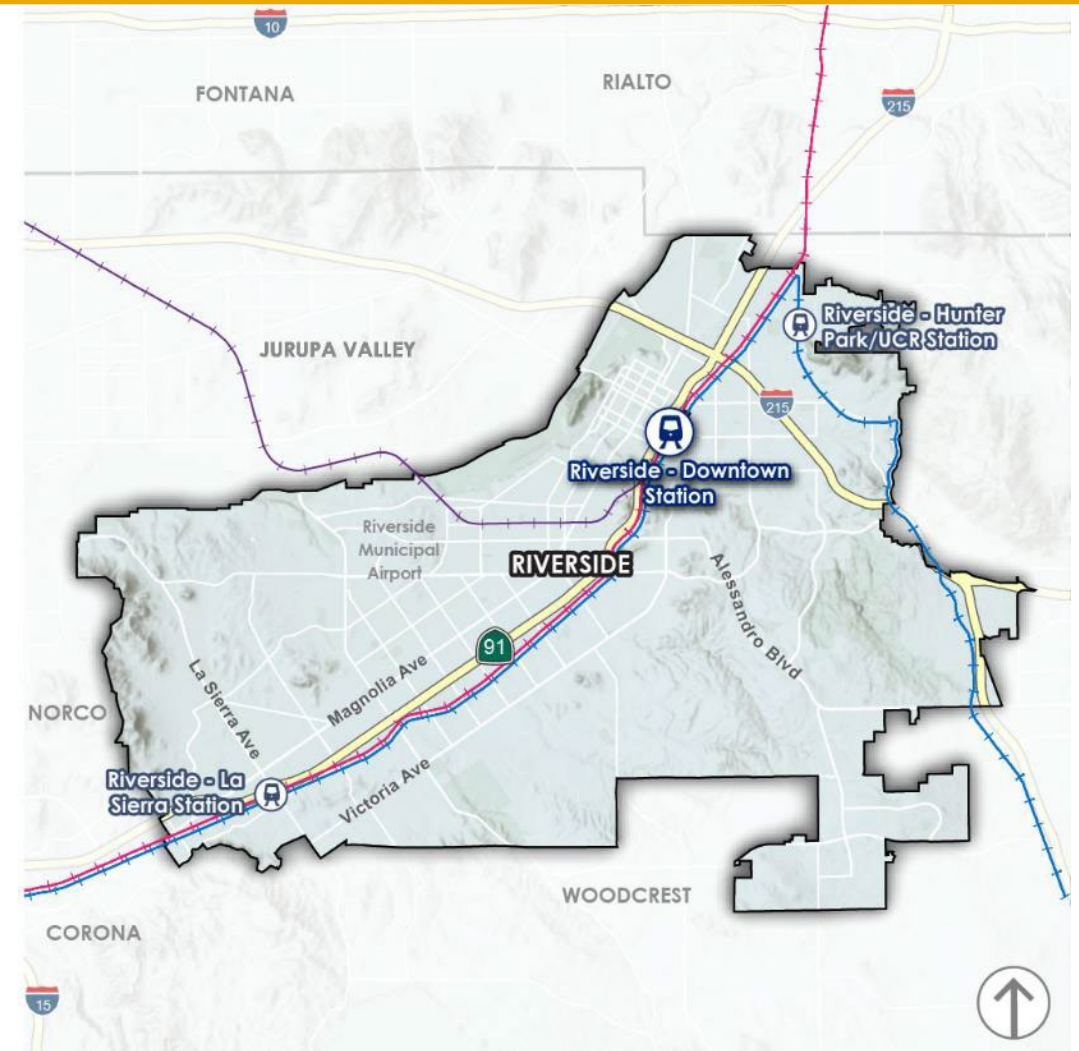 10
FONTANA
RIALTO
215
Riverside - Hunter
Park/UCR Station
JURUPA VALLEY
215
Riverside - Downtown
Station
Riverside
Municipal
Airport
RIVERSIDE
Alessandro Blvd
91
Magnolia Ave
La Sierra Ave
NORCO
Riverside - La
Sierra Station
Victoria Ave
WOODCREST
CORONA
15